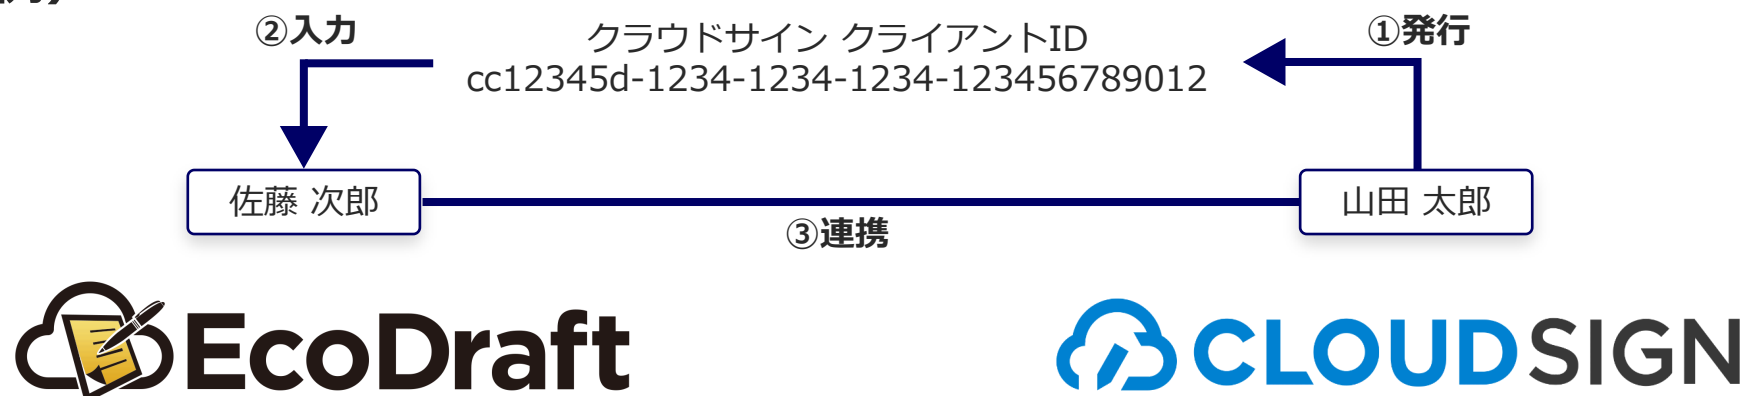 ②入力
クラウドサイン クライアントID
cc12345d-1234-1234-1234-123456789012
①発行
佐藤 次郎
山田 太郎
③連携
EcoDraft
CLOUDSIGN